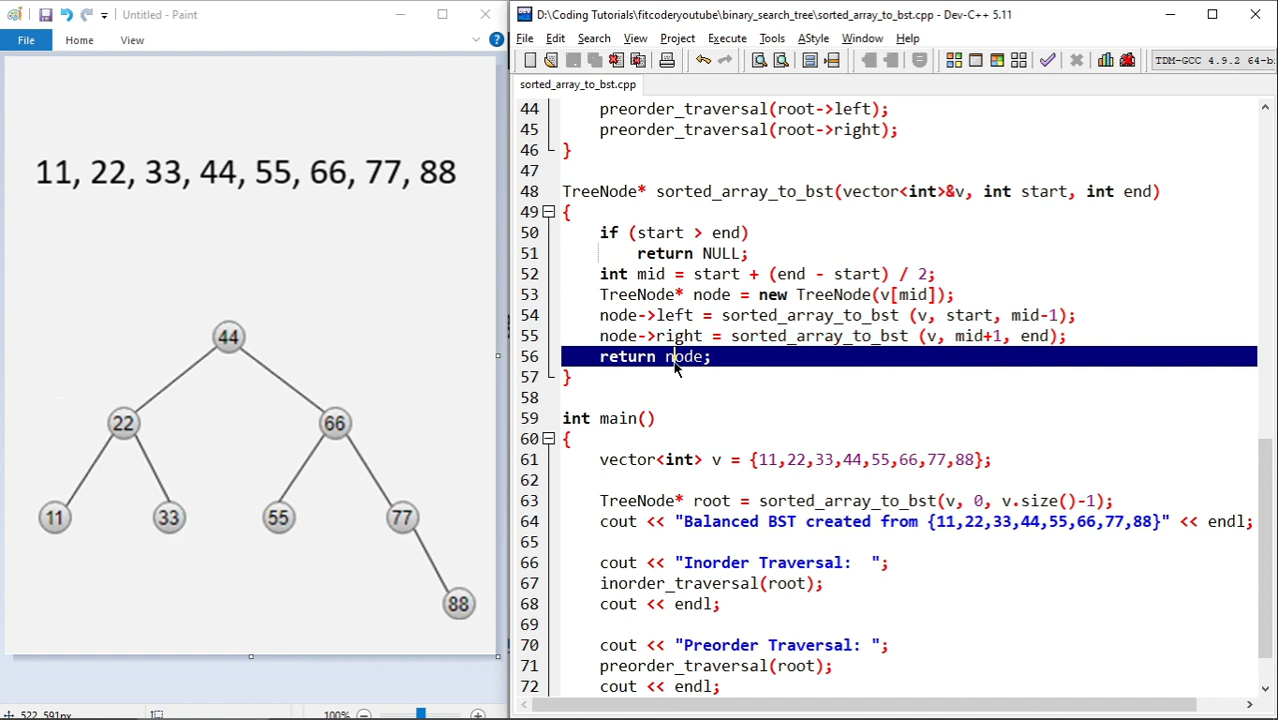 Untitled - Paint
File Home View
11, 22, 33, 44, 55, 66, 77, 88
44
22 66
11 33 55 77
88
522, 591px 100%
D:\Coding Tutorials\fitcoderyoutube\binary_search_tree\sorted_array_to_bst.cpp - Dev-C++ 5.11
File Edit Search View Project Execute Tools AStyle Window Help
TDM-GCC 4.9.2 64-b
sorted_array_to_bst.cpp
44 preorder_traversal(root->left);
45 preorder_traversal(root->right);
46 }
47
48 TreeNode* sorted_array_to_bst(vector<int>&v, int start, int end)
49 {
50 if (start > end)
51 return NULL;
52 int mid = start + (end - start) / 2;
53 TreeNode* node = new TreeNode(v[mid]);
54 node->left = sorted_array_to_bst (v, start, mid-1);
55 node->right = sorted_array_to_bst (v, mid+1, end);
56 return node;
57 }
58
59 int main()
60 {
61 vector<int> v = {11,22,33,44,55,66,77,88};
62
63 TreeNode* root = sorted_array_to_bst(v, 0, v.size()-1);
64 cout << "Balanced BST created from {11,22,33,44,55,66,77,88}" << endl;
65
66 cout << "Inorder Traversal:  ";
67 inorder_traversal(root);
68 cout << endl;
69
70 cout << "Preorder Traversal: ";
71 preorder_traversal(root);
72 cout << endl;